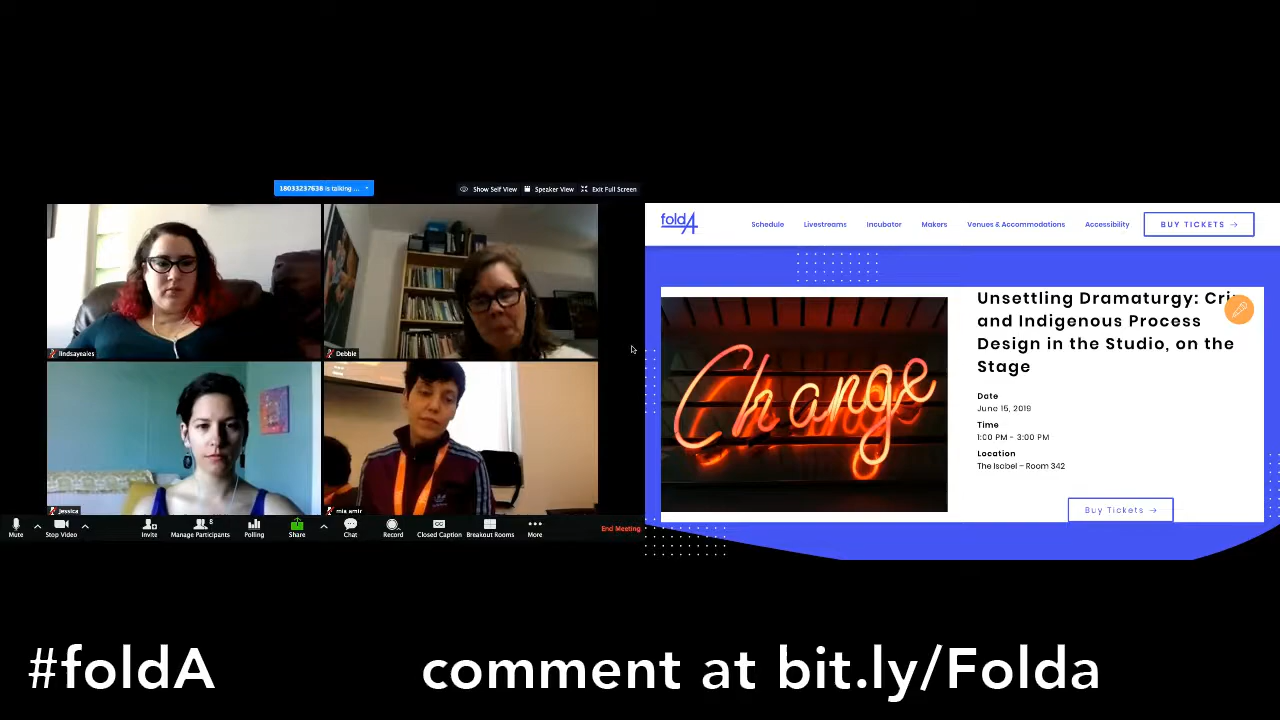 18033237638 is talking ...
Show Self View
Speaker View
Exit Full Screen
lindsayeales
Debbie
Jessica
mia amir
Mute
Stop Video
Invite
8
Manage Participants
Polling
Share
Chat
Record
Closed Caption
Breakout Rooms
More
End Meeting
foldA
Schedule
Livestreams
Incubator
Makers
Venues & Accommodations
Accessibility
BUY TICKETS →
Change
Unsettling Dramaturgy: Crip
and Indigenous Process
Design in the Studio, on the
Stage
Date
June 15, 2019
Time
1:00 PM - 3:00 PM
Location
The Isabel – Room 342
Buy Tickets →
#foldA
comment at bit.ly/Folda